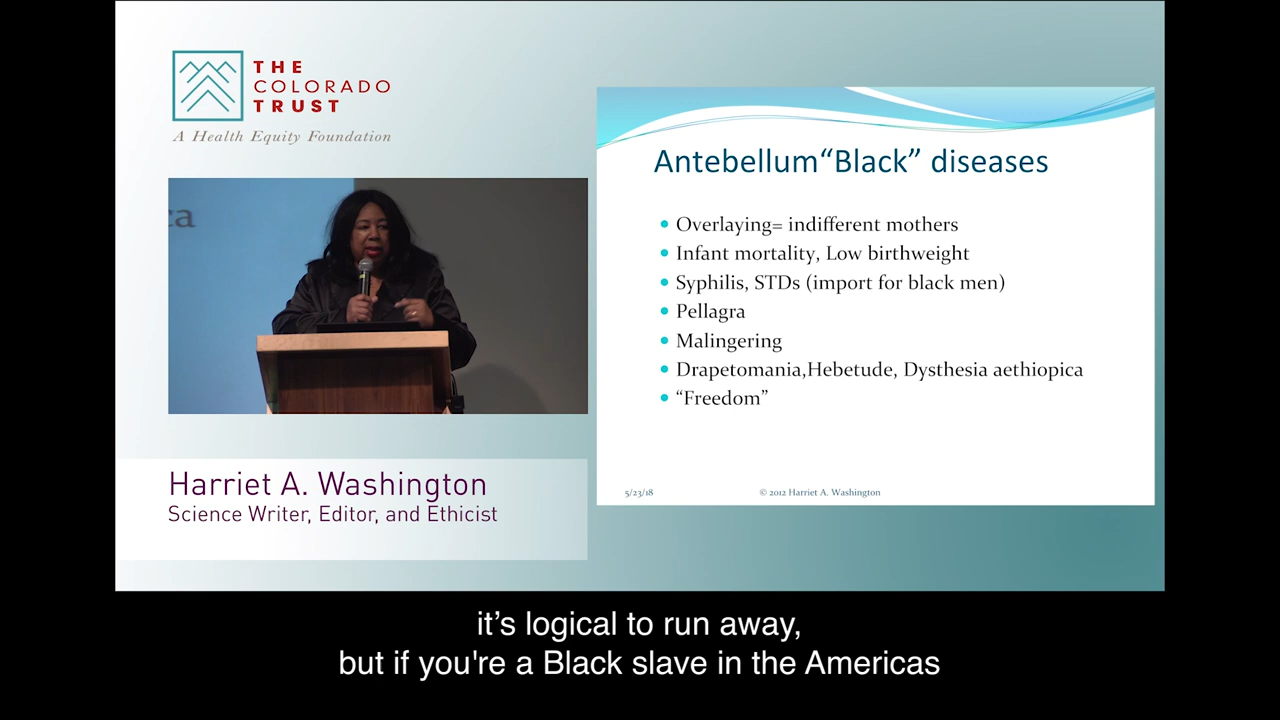 THE
COLORADO
TRUST
A Health Equity Foundation
ca
Harriet A. Washington
Science Writer, Editor, and Ethicist
Antebellum“Black” diseases
• Overlaying= indifferent mothers
• Infant mortality, Low birthweight
• Syphilis, STDs (import for black men)
• Pellagra
• Malingering
• Drapetomania,Hebetude, Dysthesia aethiopica
• “Freedom”
5/23/18
© 2012 Harriet A. Washington
it’s logical to run away,
but if you're a Black slave in the Americas